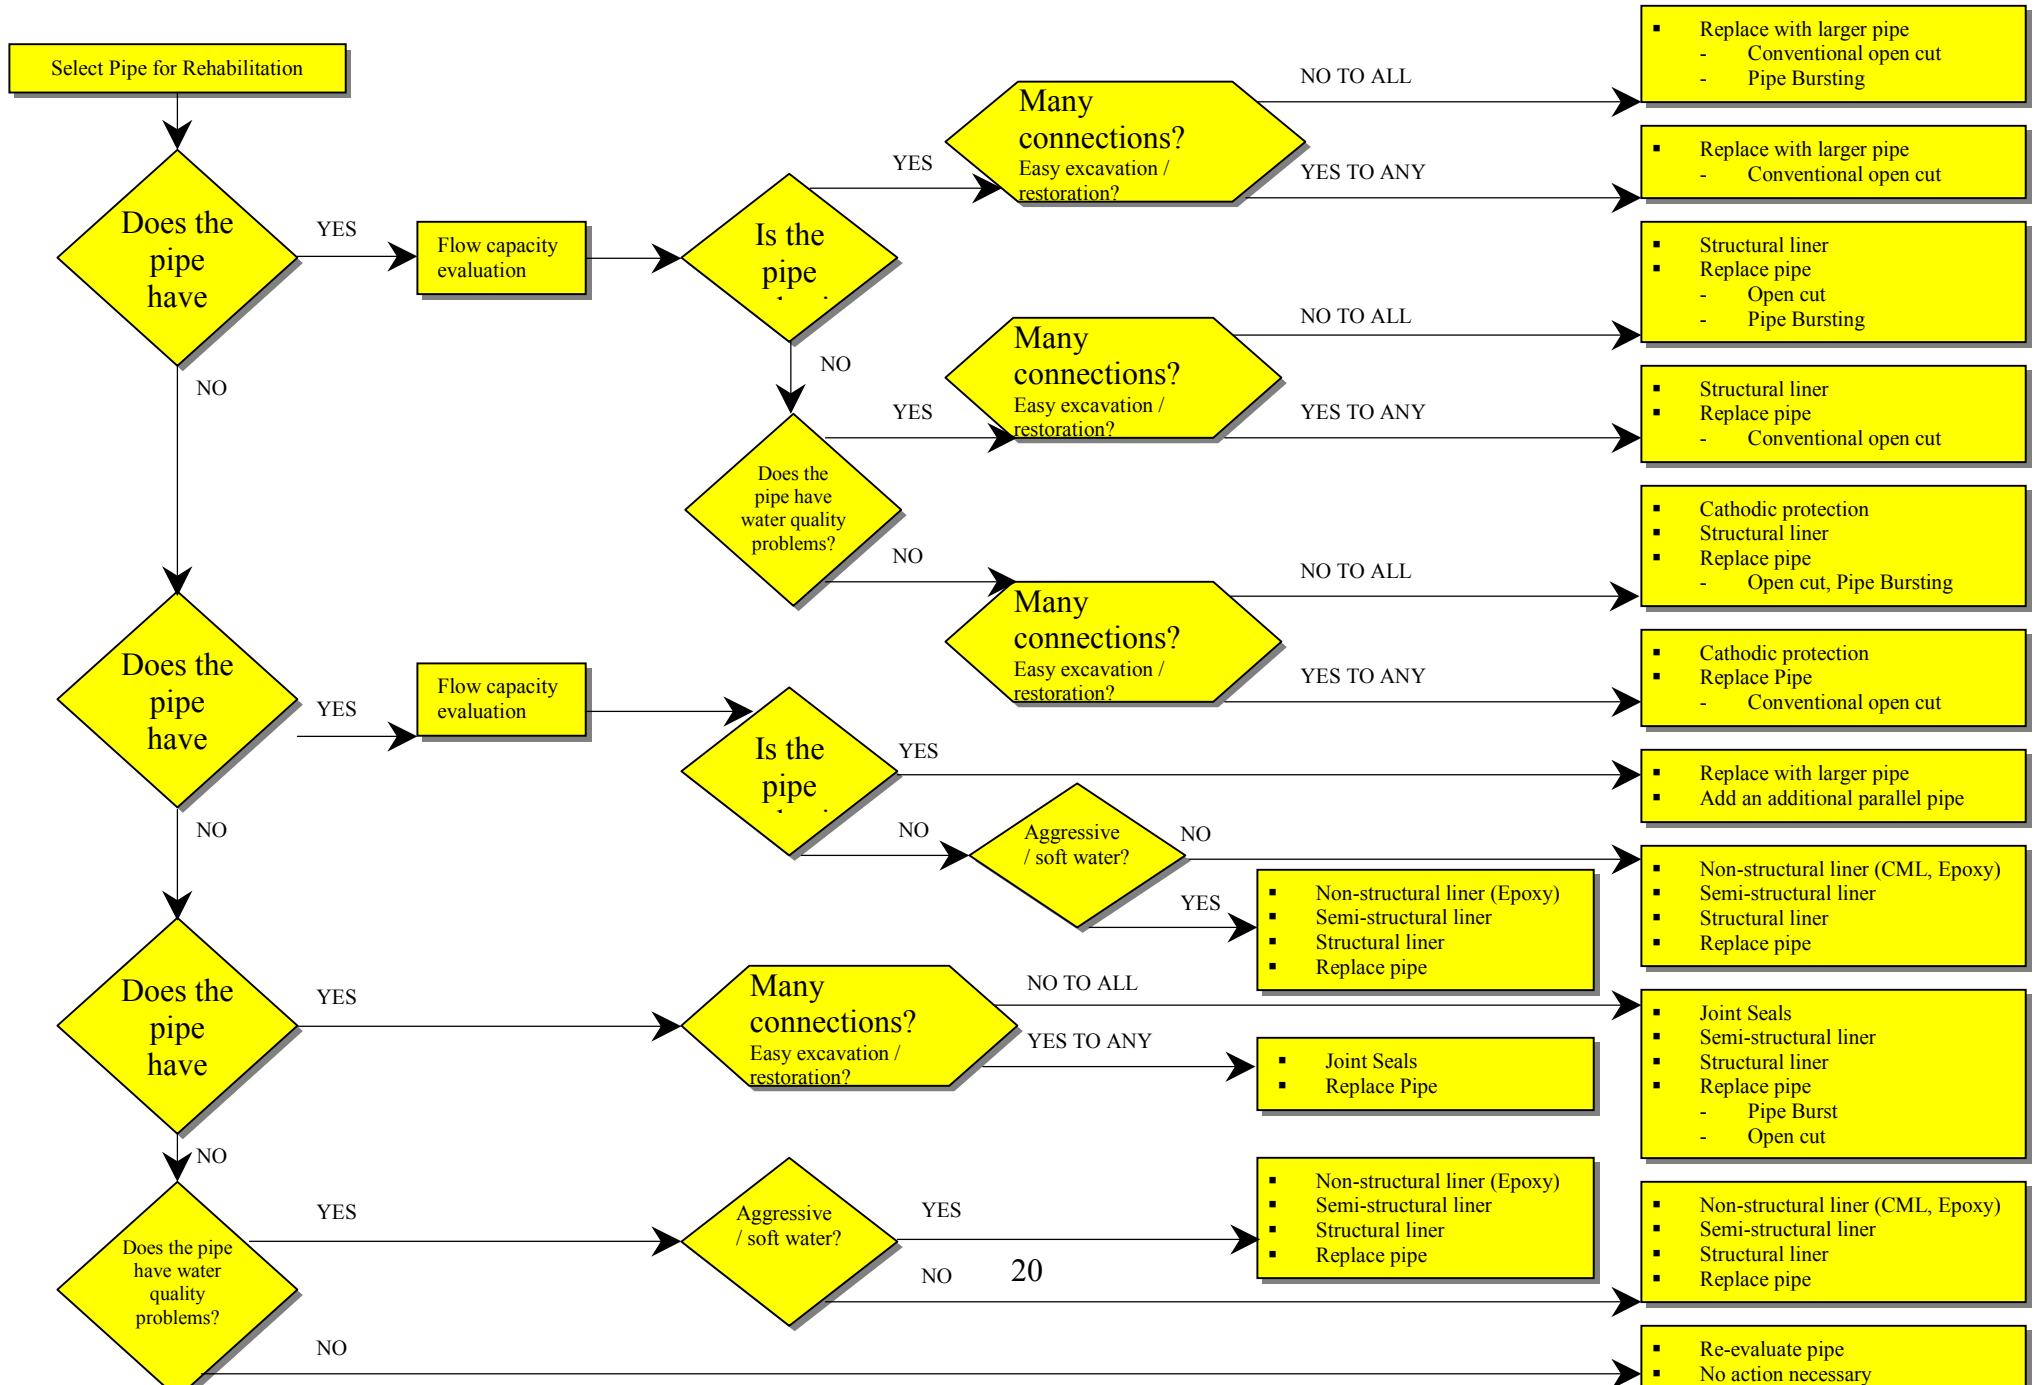 Select Pipe for Rehabilitation
Does the
pipe
have
YES
Flow capacity
evaluation
Is the
pipe
YES
Many
connections?
Easy excavation /
restoration?
NO TO ALL
▪ Replace with larger pipe
- Conventional open cut
- Pipe Bursting
YES TO ANY
▪ Replace with larger pipe
- Conventional open cut
NO
Does the
pipe have
water quality
problems?
YES
Many
connections?
Easy excavation /
restoration?
NO TO ALL
▪ Structural liner
▪ Replace pipe
- Open cut
- Pipe Bursting
YES TO ANY
▪ Structural liner
▪ Replace pipe
- Conventional open cut
NO
Many
connections?
Easy excavation /
restoration?
NO TO ALL
▪ Cathodic protection
▪ Structural liner
▪ Replace pipe
- Open cut, Pipe Bursting
YES TO ANY
▪ Cathodic protection
▪ Replace Pipe
- Conventional open cut
NO
Does the
pipe
have
YES
Flow capacity
evaluation
Is the
pipe
YES
▪ Replace with larger pipe
▪ Add an additional parallel pipe
NO
Aggressive
/ soft water?
NO
▪ Non-structural liner (CML, Epoxy)
▪ Semi-structural liner
▪ Structural liner
▪ Replace pipe
YES
▪ Non-structural liner (Epoxy)
▪ Semi-structural liner
▪ Structural liner
▪ Replace pipe
NO
Does the
pipe
have
YES
Many
connections?
Easy excavation /
restoration?
NO TO ALL
▪ Joint Seals
▪ Semi-structural liner
▪ Structural liner
▪ Replace pipe
- Pipe Burst
- Open cut
YES TO ANY
▪ Joint Seals
▪ Replace Pipe
NO
Does the pipe
have water
quality
problems?
YES
Aggressive
/ soft water?
YES
▪ Non-structural liner (Epoxy)
▪ Semi-structural liner
▪ Structural liner
▪ Replace pipe
NO
20
▪ Non-structural liner (CML, Epoxy)
▪ Semi-structural liner
▪ Structural liner
▪ Replace pipe
NO
▪ Re-evaluate pipe
▪ No action necessary